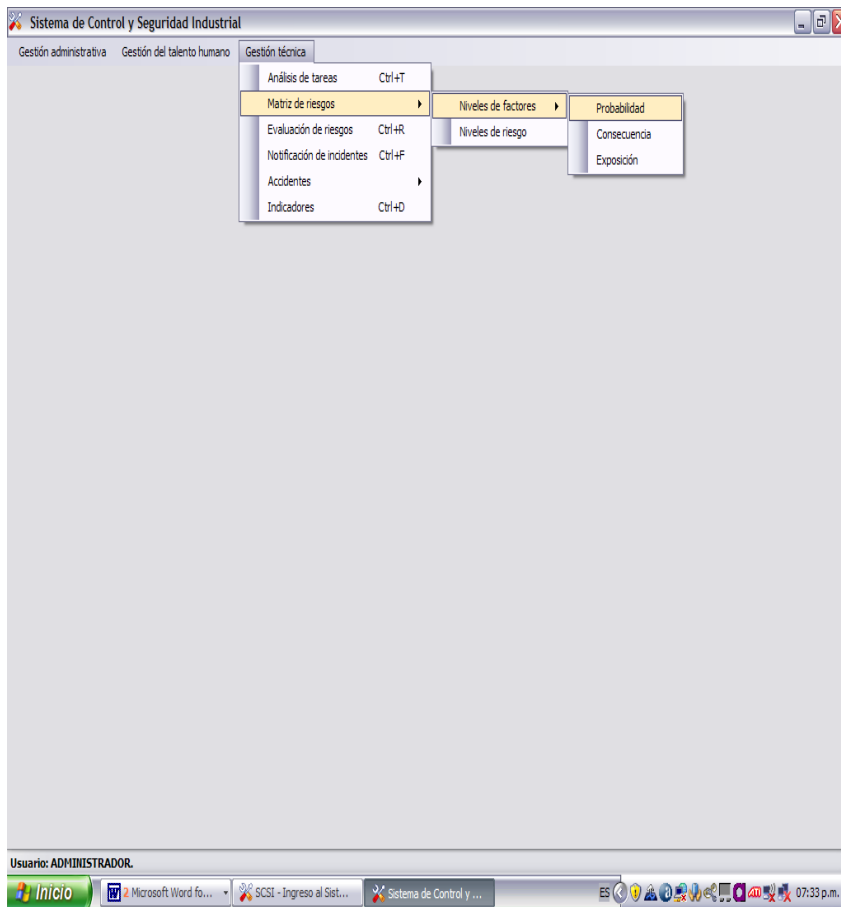 Sistema de Control y Seguridad Industrial
Gestión administrativa Gestión del talento humano Gestión técnica
Análisis de tareas Ctrl+T
Matriz de riesgos
Evaluación de riesgos Ctrl+R
Notificación de incidentes Ctrl+F
Accidentes
Indicadores Ctrl+D
Niveles de factores
Niveles de riesgo
Probabilidad
Consecuencia
Exposición
Usuario: ADMINISTRADOR.
Inicio 2 Microsoft Word fo... SCSI - Ingreso al Sist... Sistema de Control y ... ES 07:33 p.m.